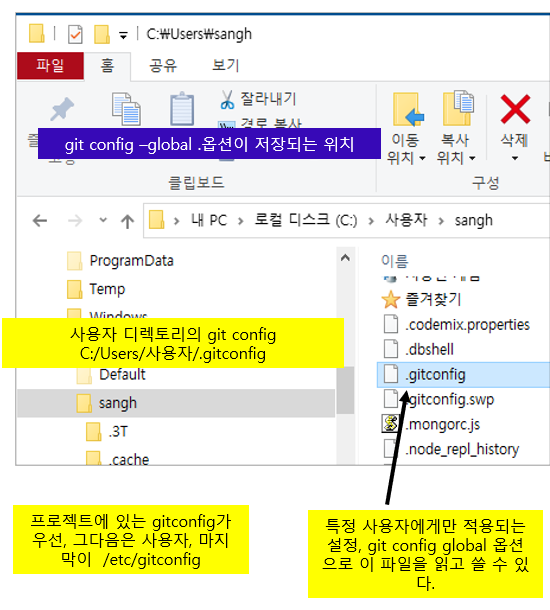 C:₩Users₩sangh
파일
홈
공유
보기
잘라내기
경로 복사
git config –global .옵션이 저장되는 위치
이동
위치
복사
위치
삭제
클립보드
구성
내 PC > 로컬 디스크 (C:) > 사용자 > sangh
ProgramData
Temp
Windows
사용자 디렉토리의 git config
C:/Users/사용자/.gitconfig
Default
sangh
.3T
.cache
이름
즐겨찾기
.codemix.properties
.dbshell
.gitconfig
.gitconfig.swp
.mongorc.js
.node_repl_history
프로젝트에 있는 gitconfig가
우선, 그다음은 사용자, 마지
막이 /etc/gitconfig
특정 사용자에게만 적용되는
설정, git config global 옵션
으로 이 파일을 읽고 쓸 수 있
다.